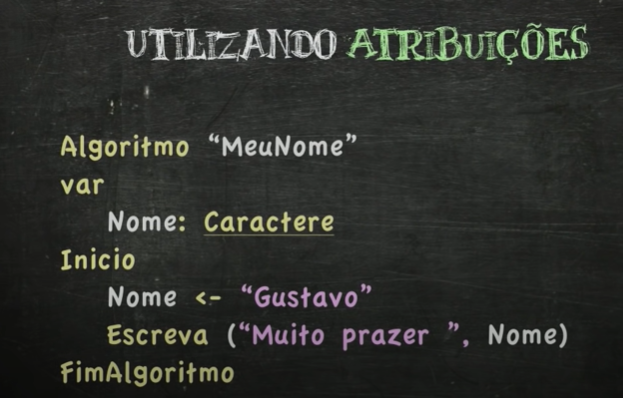 UTILIZANDO ATRIBUIÇÕES
Algoritmo “MeuNome”
var
Nome: Caractere
Inicio
Nome <- “Gustavo”
Escreva (“Muito prazer ”, Nome)
FimAlgoritmo